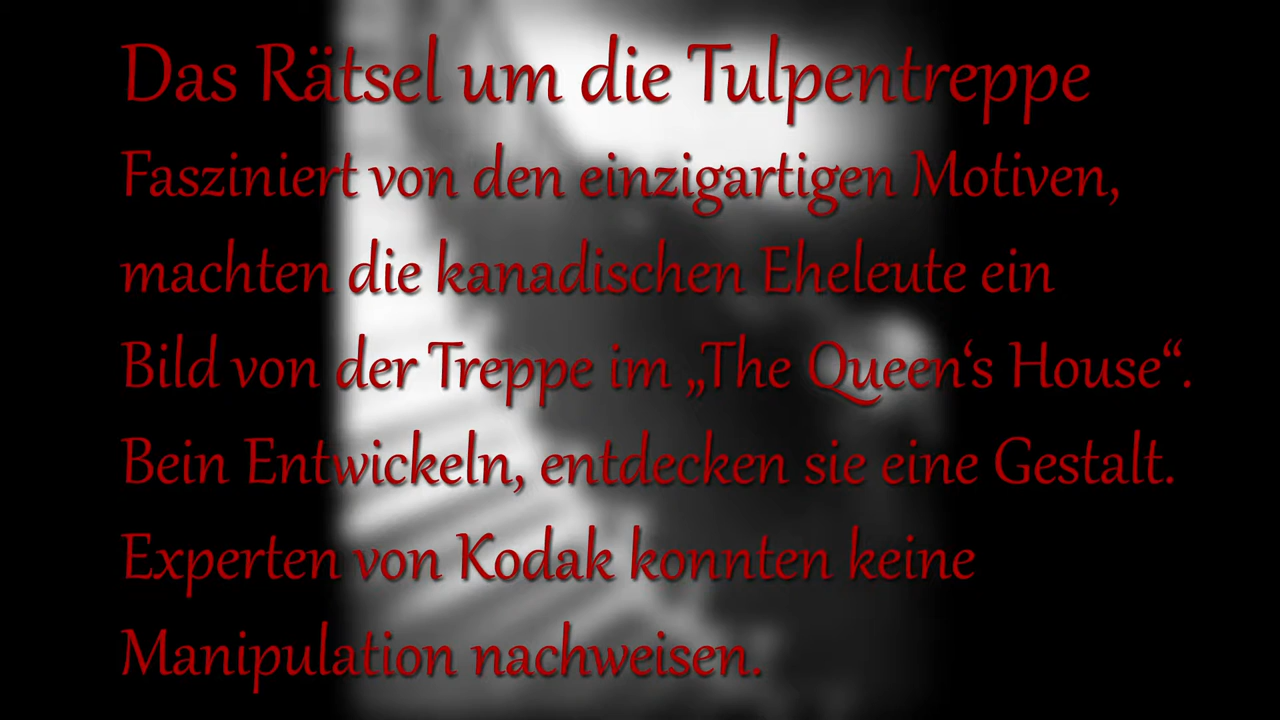 Das Rätsel um die Tulpentreppe
Fasziniert von den einzigartigen Motiven,
machten die kanadischen Eheleute ein
Bild von der Treppe im „The Queen‘s House“.
Bein Entwickeln, entdecken sie eine Gestalt.
Experten von Kodak konnten keine
Manipulation nachweisen.